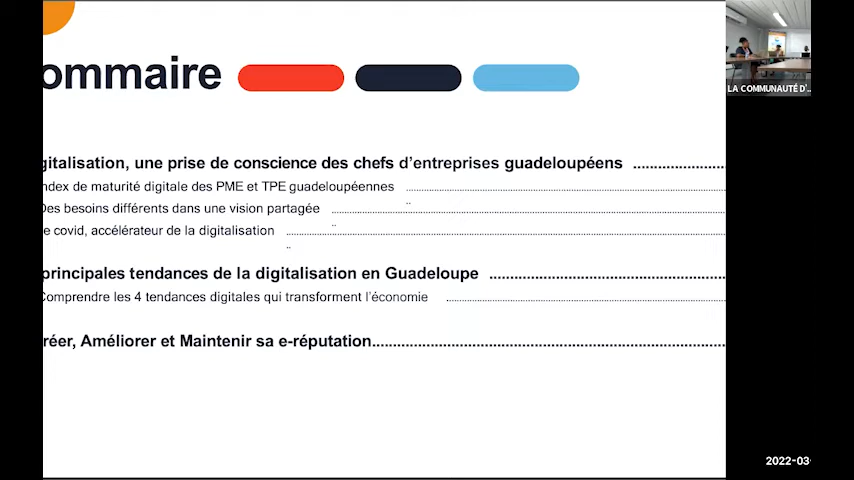 ommaire
LA COMMUNAUTÉ D'...
gitalisation, une prise de conscience des chefs d’entreprises guadeloupéens
ndex de maturité digitale des PME et TPE guadeloupéennes
Des besoins différents dans une vision partagée
e covid, accélérateur de la digitalisation
principales tendances de la digitalisation en Guadeloupe
Comprendre les 4 tendances digitales qui transforment l’économie
réer, Améliorer et Maintenir sa e-réputation
2022-03